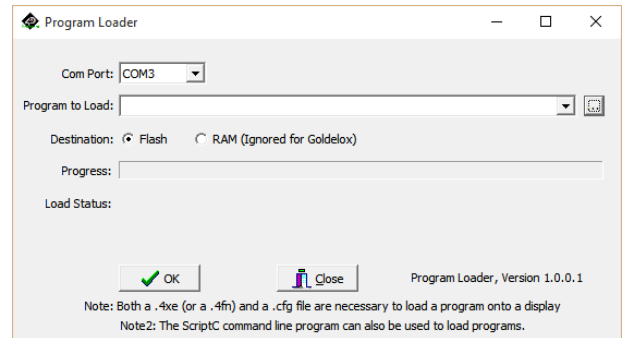 Program Loader
Com Port: COM3
Program to Load:
Destination: Flash RAM (Ignored for Goldelox)
Progress:
Load Status:
OK Close Program Loader, Version 1.0.0.1
Note: Both a .4xe (or a .4fn) and a .cfg file are necessary to load a program onto a display
Note2: The ScriptC command line program can also be used to load programs.